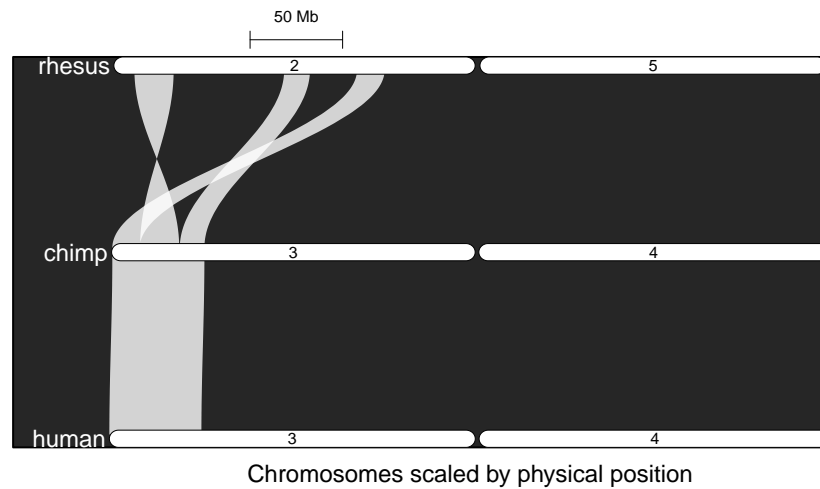 50 Mb
rhesus 2 5
chimp 3 4
human 3 4
Chromosomes scaled by physical position